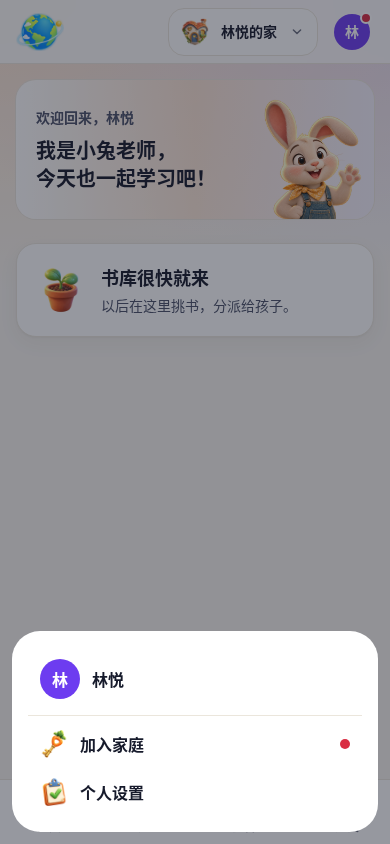 林悦的家
林
欢迎回来，林悦
我是小兔老师，
今天也一起学习吧！
书库很快就来
以后在这里挑书，分派给孩子。
林
林悦
加入家庭
个人设置